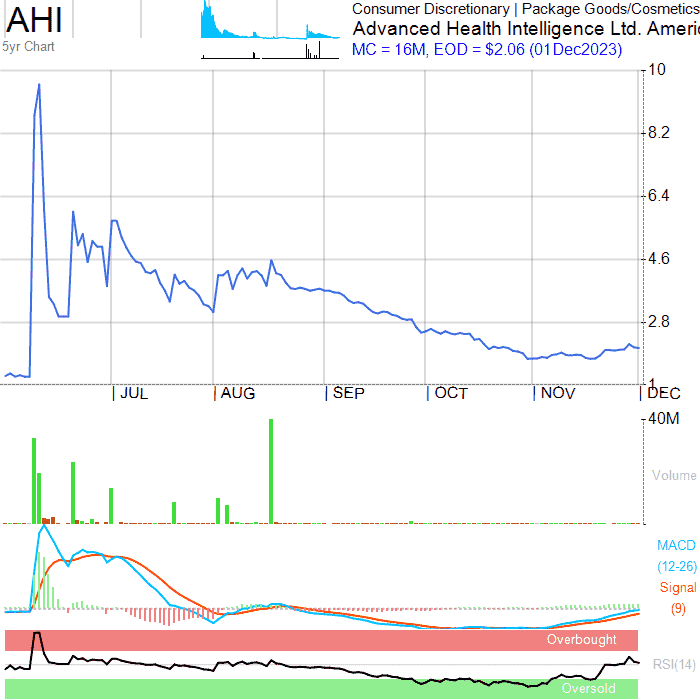 AHI
5yr Chart
Consumer Discretionary | Package Goods/Cosmetics
Advanced Health Intelligence Ltd. Americ
MC = 16M, EOD = $2.06 (01Dec2023)
10
8.2
6.4
4.6
2.8
1
| JUL | AUG | SEP | OCT | NOV | DEC
40M
Volume
MACD
(12-26)
Signal
(9)
Overbought
RSI(14)
Oversold